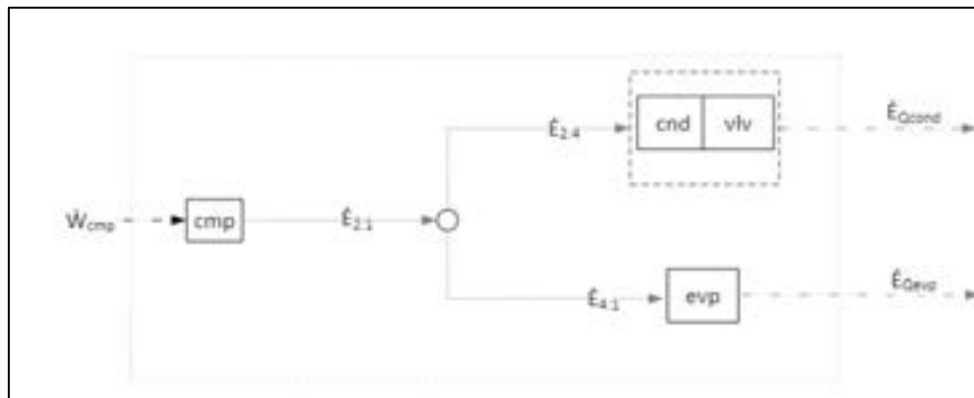 cnd vlv
Ė2:4
ĖQcond
Ẇcmp
cmp
Ė2:1
Ė4:1
evp
ĖQevp